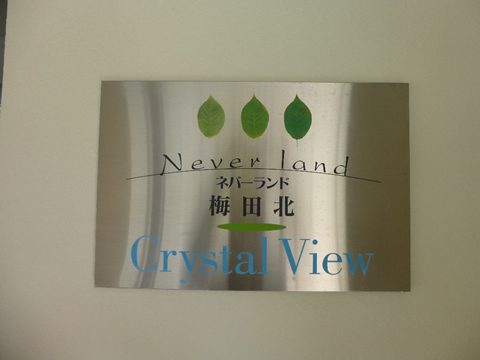 Never land
ネバーランド
梅田北
Crystal View